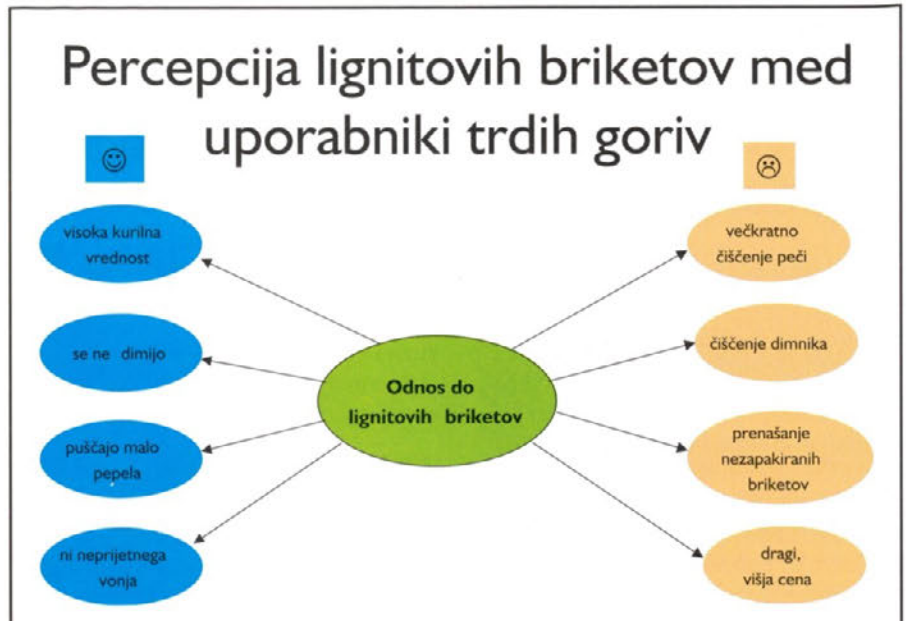 Percepcija lignitovih briketov med
uporabniki trdih goriv
visoka kurilna
vrednost
se ne dimijo
puščajo malo
pepela
ni neprijetnega
vonja
Odnos do
lignitovih briketov
večkratno
čiščenje peči
čiščenje dimnika
prenašanje
nezapakiranih
briketov
dragi,
višja cena